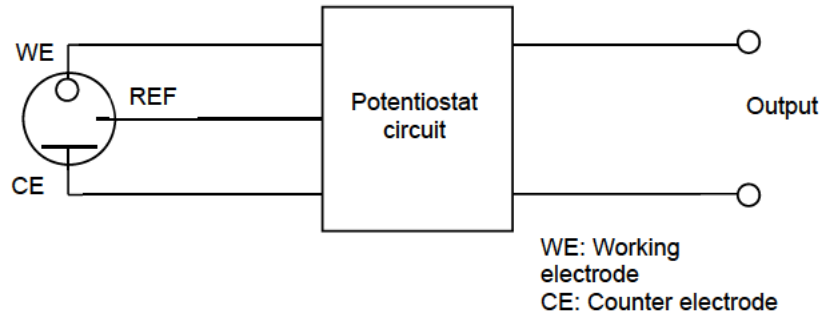 WE
REF
CE
Potentiostat
circuit
Output
WE: Working
electrode
CE: Counter electrode